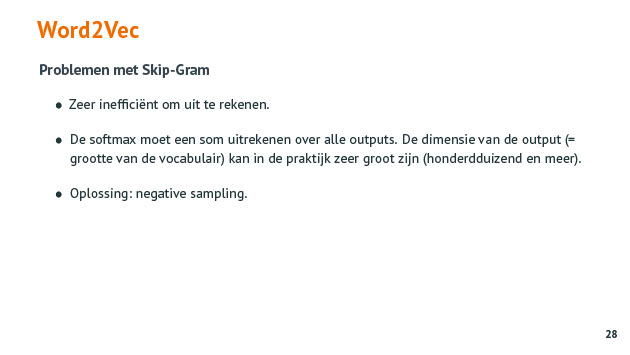 Word2Vec
Problemen met Skip-Gram
● Zeer inefficiënt om uit te rekenen.
● De softmax moet een som uitrekenen over alle outputs. De dimensie van de output (=
grootte van de vocabulair) kan in de praktijk zeer groot zijn (honderdduizend en meer).
● Oplossing: negative sampling.
28